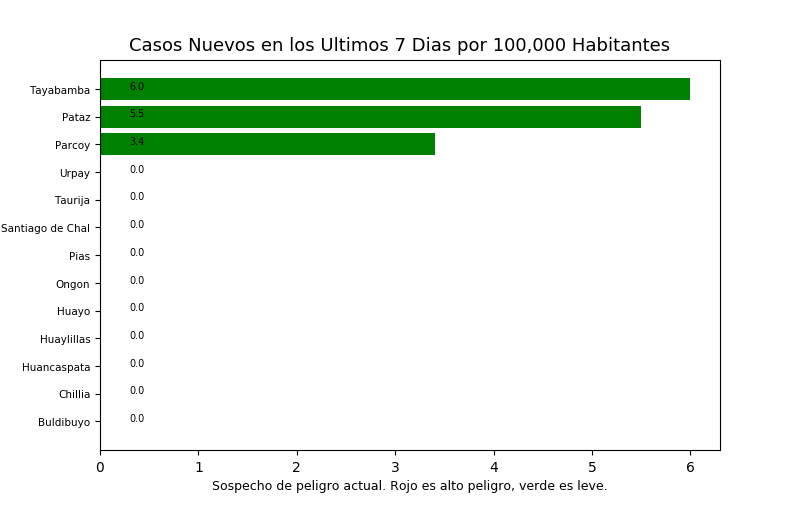 Casos Nuevos en los Ultimos 7 Dias por 100,000 Habitantes
Tayabamba 6.0
Pataz 5.5
Parcoy 3.4
Urpay 0.0
Taurija 0.0
Santiago de Chal 0.0
Pias 0.0
Ongon 0.0
Huayo 0.0
Huaylillas 0.0
Huancaspata 0.0
Chillia 0.0
Buldibuyo 0.0
0 1 2 3 4 5 6
Sospecho de peligro actual. Rojo es alto peligro, verde es leve.